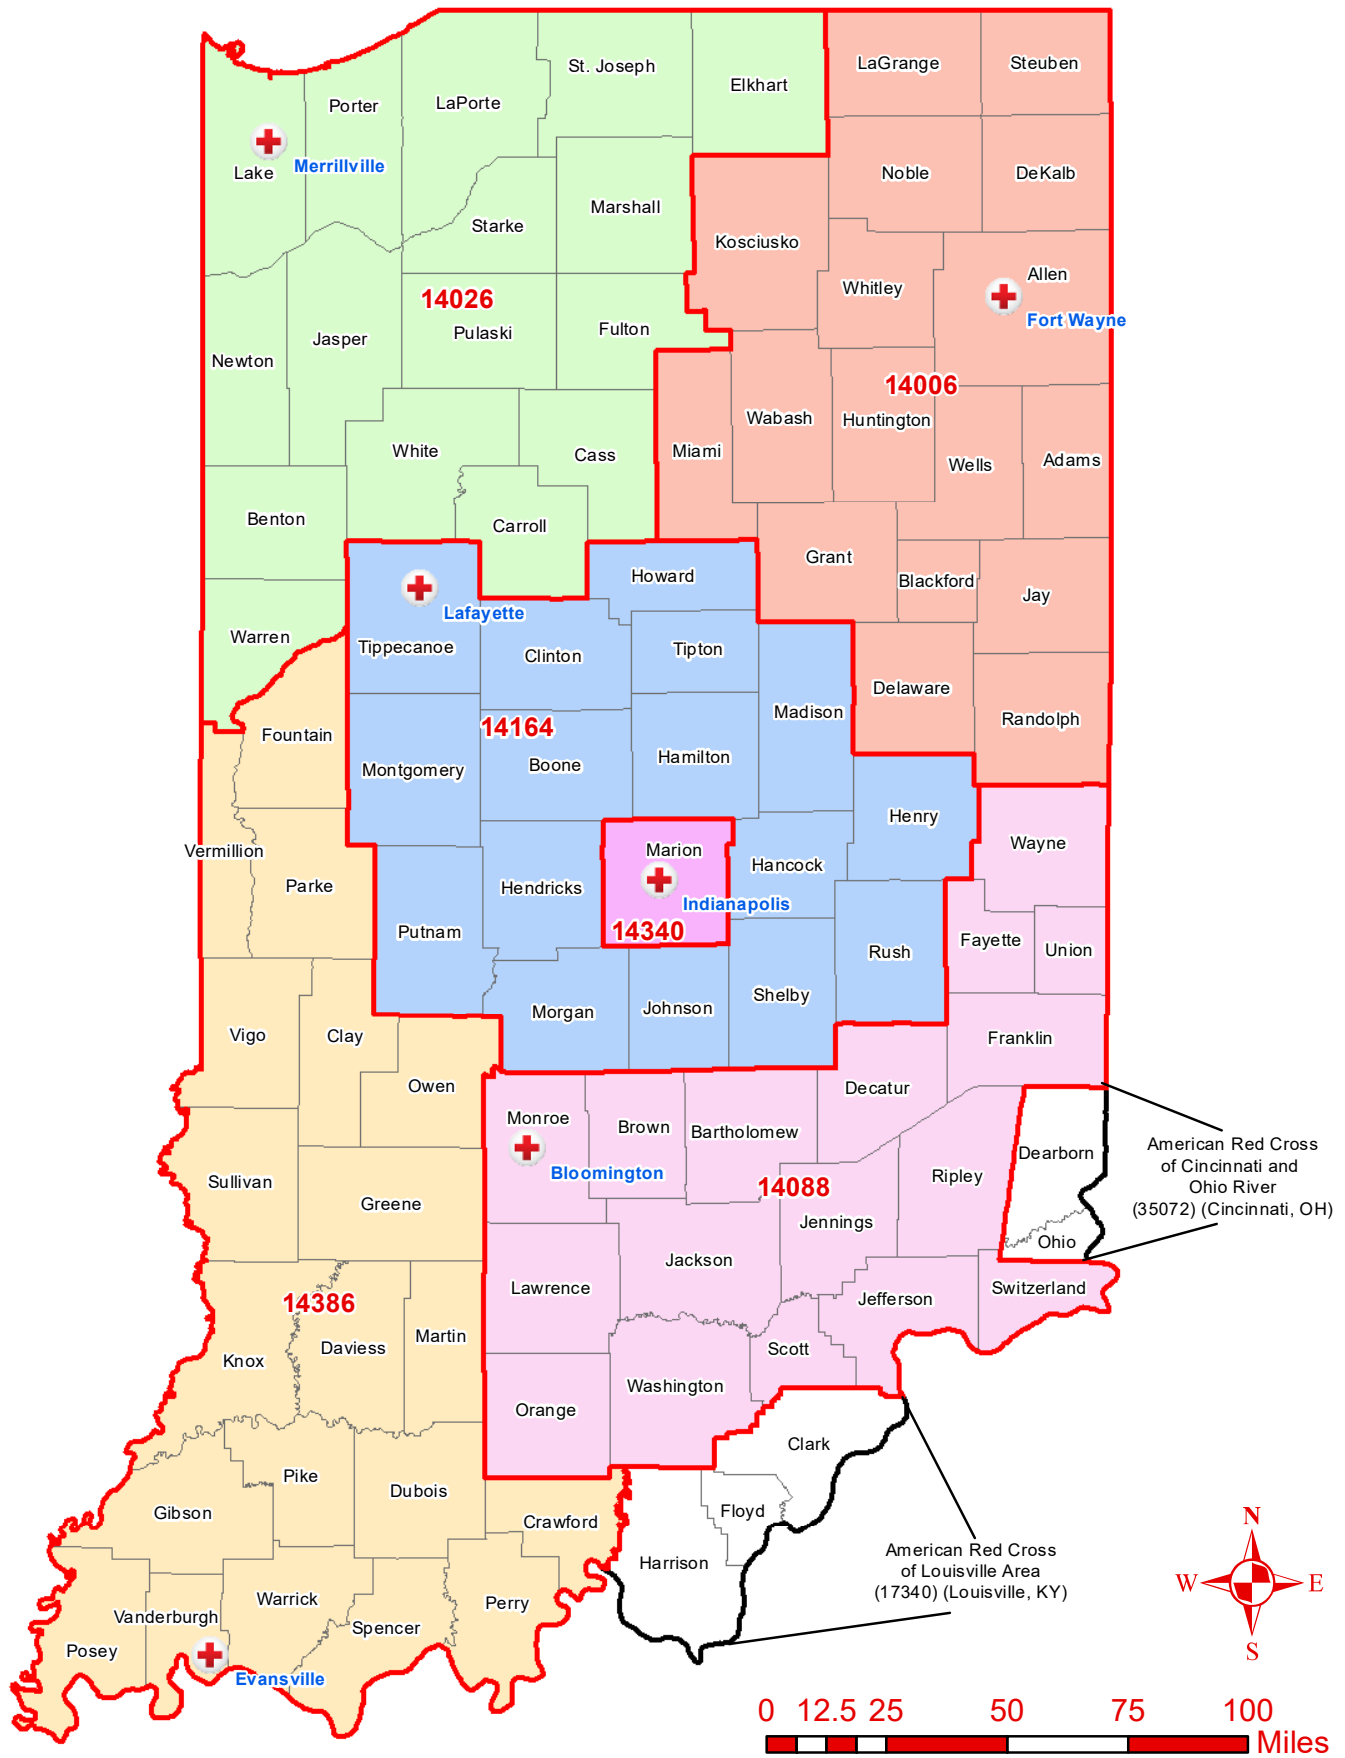 St. Joseph
LaGrange
Steuben
Elkhart
Porter
LaPorte
Lake
Merrillville
Noble
DeKalb
Starke
Marshall
Kosciusko
Whitley
Allen
Fort Wayne
14026
Pulaski
Fulton
Newton
Jasper
14006
Wabash
Huntington
Miami
Wells
Adams
White
Cass
Benton
Carroll
Grant
Blackford
Jay
Howard
Lafayette
Warren
Tippecanoe
Clinton
Tipton
Delaware
Randolph
Madison
Fountain
14164
Montgomery
Boone
Hamilton
Henry
Wayne
Vermillion
Parke
Marion
Hancock
Hendricks
Indianapolis
Putnam
14340
Rush
Fayette
Union
Morgan
Johnson
Shelby
Vigo
Clay
Franklin
Owen
Decatur
Monroe
Brown
Bartholomew
Bloomington
Dearborn
American Red Cross
of Cincinnati and
Ohio River
(35072) (Cincinnati, OH)
Sullivan
Greene
14088
Ripley
Jennings
Ohio
Jackson
Lawrence
Switzerland
Jefferson
14386
Martin
Daviess
Knox
Scott
Washington
Orange
Clark
Pike
Dubois
Gibson
Crawford
Floyd
Harrison
American Red Cross
of Louisville Area
(17340) (Louisville, KY)
Warrick
Perry
Vanderburgh
Spencer
Posey
Evansville
N
W
E
S
0 12.5 25 50 75 100
Miles